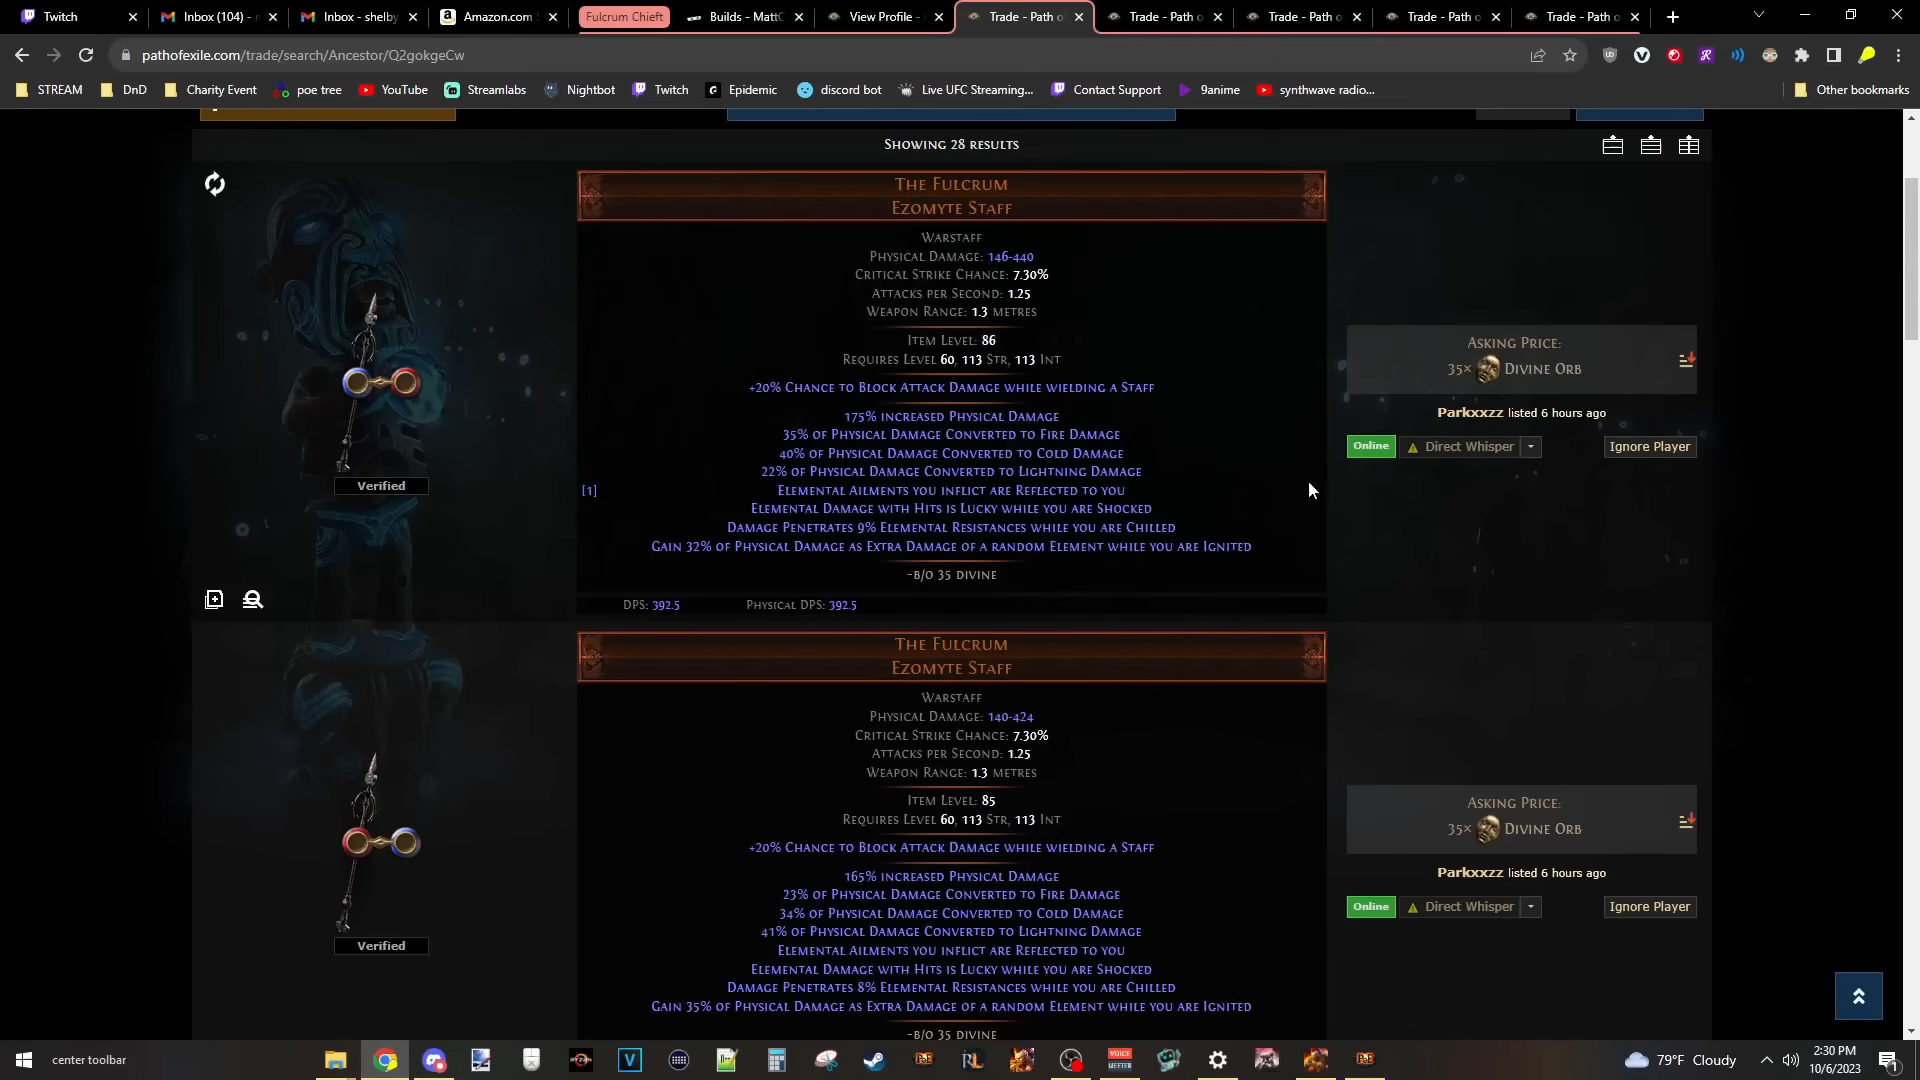 Twitch
Inbox (104) -
Inbox - shelby
Amazon.com
Fulcrum Chieft
Builds - MattC
View Profile -
Trade - Path o
Trade - Path o
Trade - Path o
Trade - Path o
Trade - Path o
pathofexile.com/trade/search/Ancestor/Q2gokgeCw
STREAM
DnD
Charity Event
poe tree
YouTube
Streamlabs
Nightbot
Twitch
Epidemic
discord bot
Live UFC Streaming...
Contact Support
9anime
synthwave radio...
Other bookmarks
Showing 28 results
The Fulcrum
Ezomyte Staff
Warstaff
Physical Damage: 146-440
Critical Strike Chance: 7.30%
Attacks per Second: 1.25
Weapon Range: 1.3 metres
Item Level: 86
Requires Level 60, 113 Str, 113 Int
+20% Chance to Block Attack Damage while wielding a Staff
175% increased Physical Damage
35% of Physical Damage Converted to Fire Damage
40% of Physical Damage Converted to Cold Damage
22% of Physical Damage Converted to Lightning Damage
[1] Elemental Ailments you inflict are Reflected to you
Elemental Damage with Hits is Lucky while you are Shocked
Damage Penetrates 9% Elemental Resistances while you are Chilled
Gain 32% of Physical Damage as Extra Damage of a random Element while you are Ignited
~b/o 35 divine
DPS: 392.5 Physical DPS: 392.5
Verified
Asking Price:
35× Divine Orb
Parkxxzz listed 6 hours ago
Online
Direct Whisper
Ignore Player
The Fulcrum
Ezomyte Staff
Warstaff
Physical Damage: 140-424
Critical Strike Chance: 7.30%
Attacks per Second: 1.25
Weapon Range: 1.3 metres
Item Level: 85
Requires Level 60, 113 Str, 113 Int
+20% Chance to Block Attack Damage while wielding a Staff
165% increased Physical Damage
23% of Physical Damage Converted to Fire Damage
34% of Physical Damage Converted to Cold Damage
41% of Physical Damage Converted to Lightning Damage
Elemental Ailments you inflict are Reflected to you
Elemental Damage with Hits is Lucky while you are Shocked
Damage Penetrates 8% Elemental Resistances while you are Chilled
Gain 35% of Physical Damage as Extra Damage of a random Element while you are Ignited
~b/o 35 divine
Verified
Asking Price:
35× Divine Orb
Parkxxzz listed 6 hours ago
Online
Direct Whisper
Ignore Player
center toolbar
79°F Cloudy
2:30 PM
10/6/2023